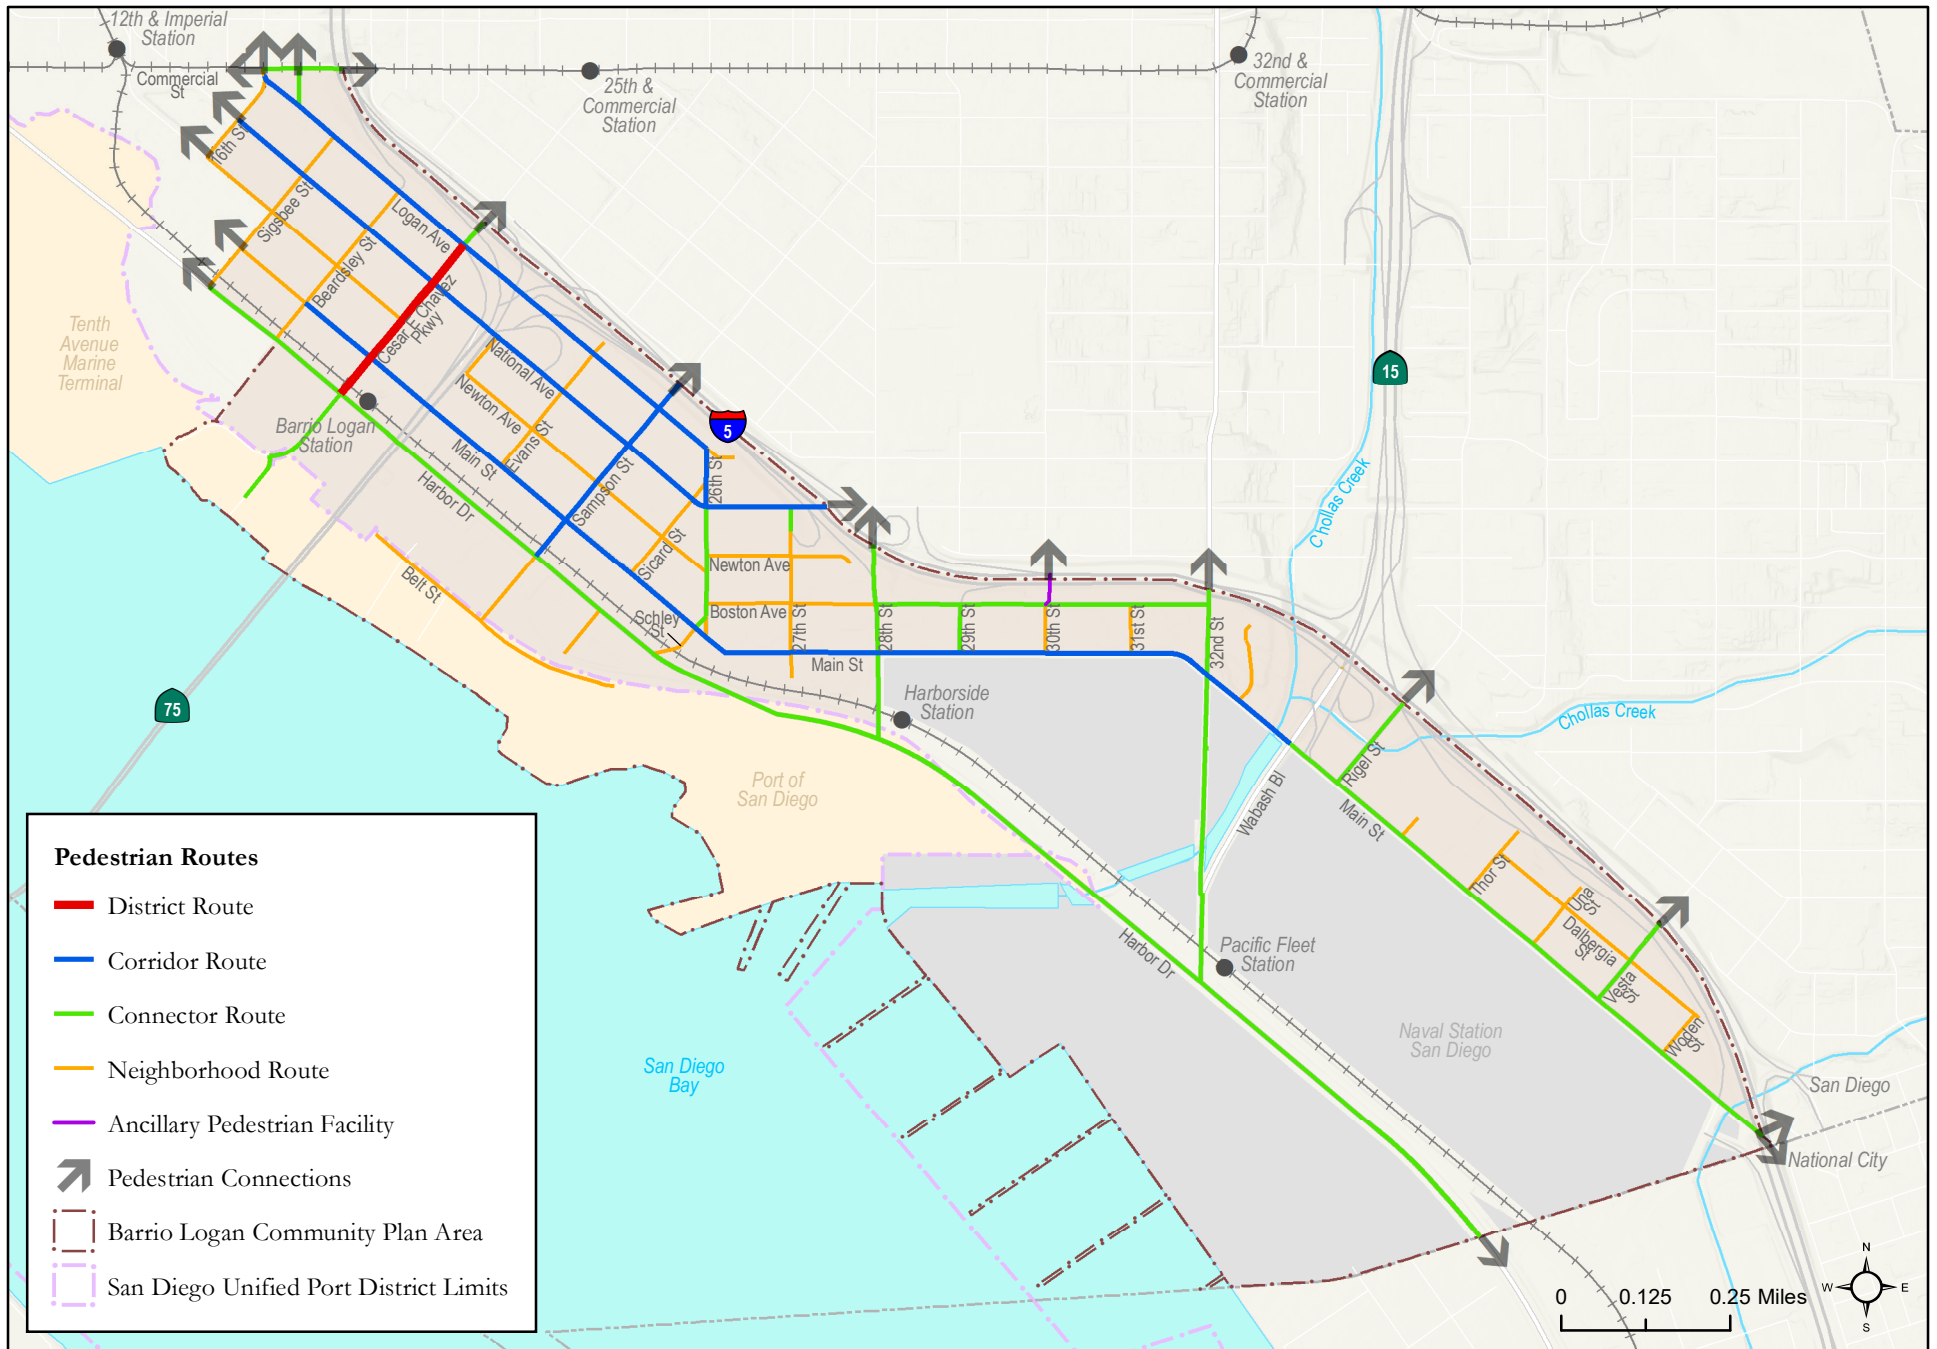 12th & Imperial
Station
Commercial
St
25th &
Commercial
Station
32nd &
Commercial
Station
16th St
Sigsbee St
Beardsley St
Logan Ave
Cesar E Chavez
Pkwy
Tenth
Avenue
Marine
Terminal
Barrio Logan
Station
National Ave
Newton Ave
Evans St
Main St
Harbor Dr
Sampson St
Sicard St
26th St
5
15
Chollas Creek
Newton Ave
Boston Ave
Schley
St
Belt St
27th St
28th St
29th St
30th St
31st St
32nd St
Main St
Harborside
Station
75
Port of
San Diego
Chollas Creek
Wabash Bl
Rigel St
Main St
Thor St
Una
St
Dalbergia
St
Vesta
St
Woden
St
Harbor Dr
Pacific Fleet
Station
Naval Station
San Diego
San Diego
Bay
San Diego
National City
Pedestrian Routes
District Route
Corridor Route
Connector Route
Neighborhood Route
Ancillary Pedestrian Facility
Pedestrian Connections
Barrio Logan Community Plan Area
San Diego Unified Port District Limits
0 0.125 0.25 Miles
N
W E
S